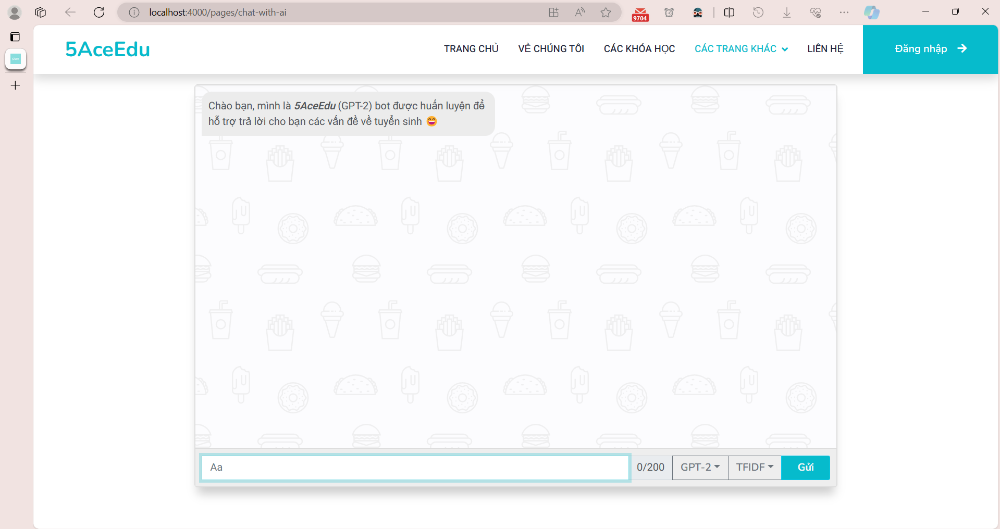 localhost:4000/pages/chat-with-ai
9704
5AceEdu
TRANG CHỦ
VỀ CHÚNG TÔI
CÁC KHÓA HỌC
CÁC TRANG KHÁC
LIÊN HỆ
Đăng nhập
Chào bạn, mình là 5AceEdu (GPT-2) bot được huấn luyện để
hỗ trợ trả lời cho bạn các vấn đề về tuyển sinh 😄
Aa
0/200
GPT-2
TFIDF
Gửi